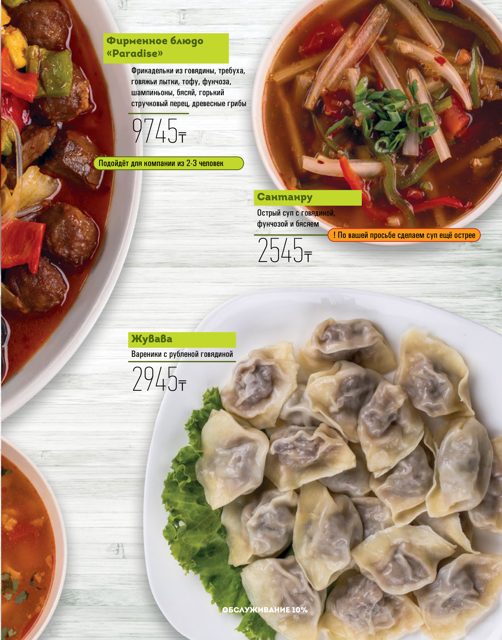 Фирменное блюдо
«Paradise»
Фрикадельки из говядины, требуха,
говяжьи пытки, тофу, фунчоза,
шампиньоны, бясяй, горький
стручковый перец, древесные грибы
9745₸
Подойдёт для компании из 2-3 человек
Сантанру
Острый суп с говядиной,
фунчозой и бясяем
! По вашей просьбе сделаем суп ещё острее
2545₸
Жувава
Вареники с рубленой говядиной
2945₸
ОБСЛУЖИВАНИЕ 10%